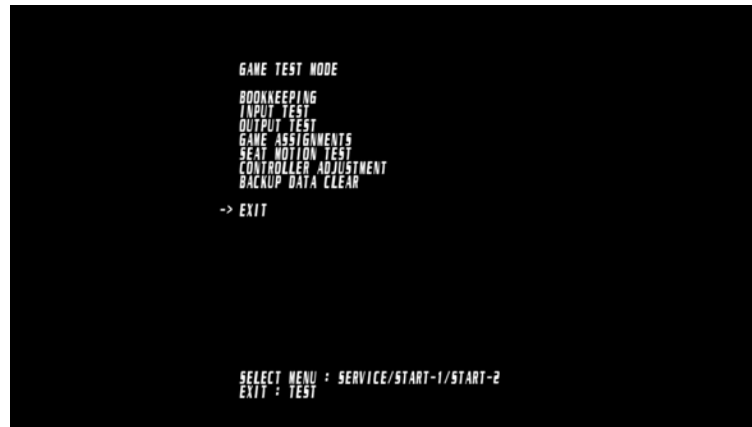 GAME TEST MODE
BOOKKEEPING
INPUT TEST
OUTPUT TEST
GAME ASSIGNMENTS
SEAT MOTION TEST
CONTROLLER ADJUSTMENT
BACKUP DATA CLEAR
-> EXIT
SELECT MENU : SERVICE/START-1/START-2
EXIT : TEST